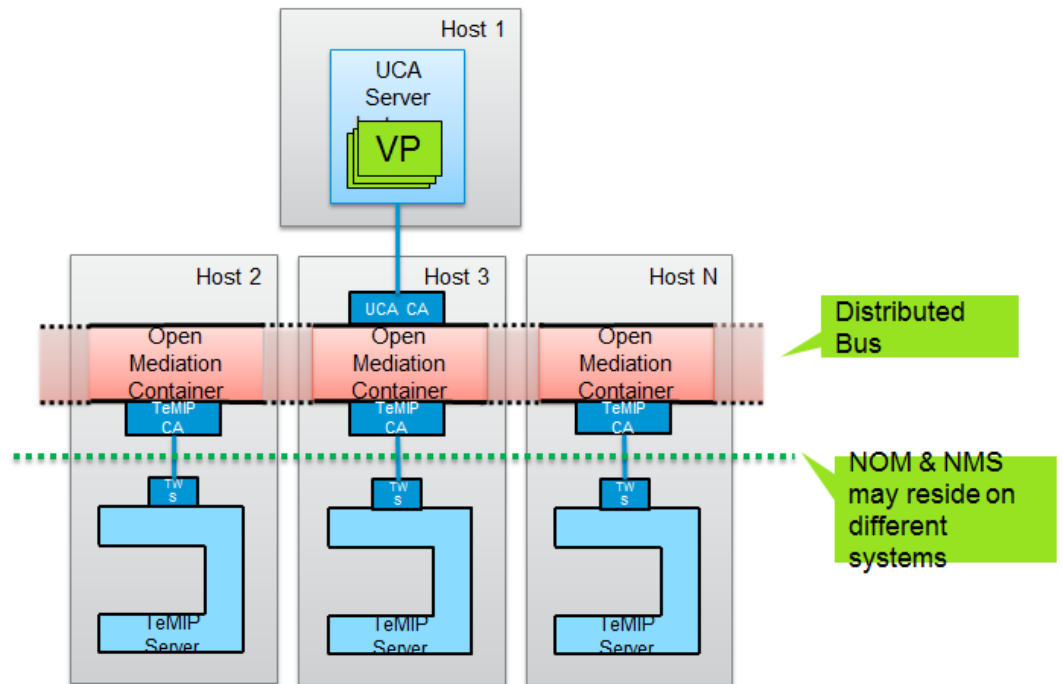 Host 1
UCA
Server
VP
Host 2
Host 3
Host N
UCA CA
Open
Mediation
Container
Open
Mediation
Container
Open
Mediation
Container
Distributed
Bus
TeMIP
CA
TeMIP
CA
TeMIP
CA
NOM & NMS
may reside on
different
systems
TW
S
TW
S
TW
S
TeMIP
Server
TeMIP
Server
TeMIP
Server